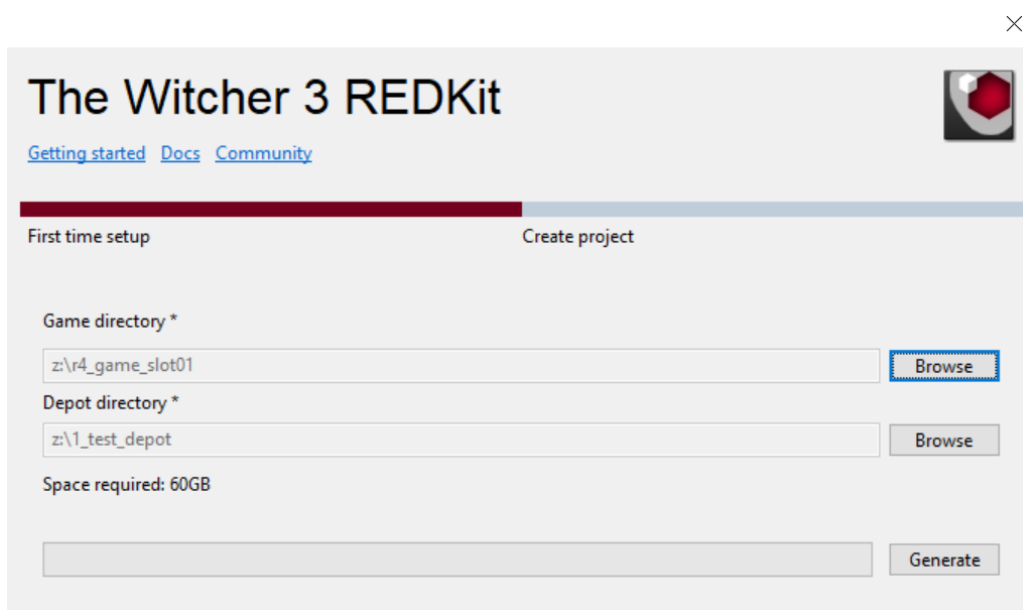 The Witcher 3 REDKit
Getting started Docs Community
First time setup Create project
Game directory *
z:\r4_game_slot01 Browse
Depot directory *
z:\1_test_depot Browse
Space required: 60GB
Generate